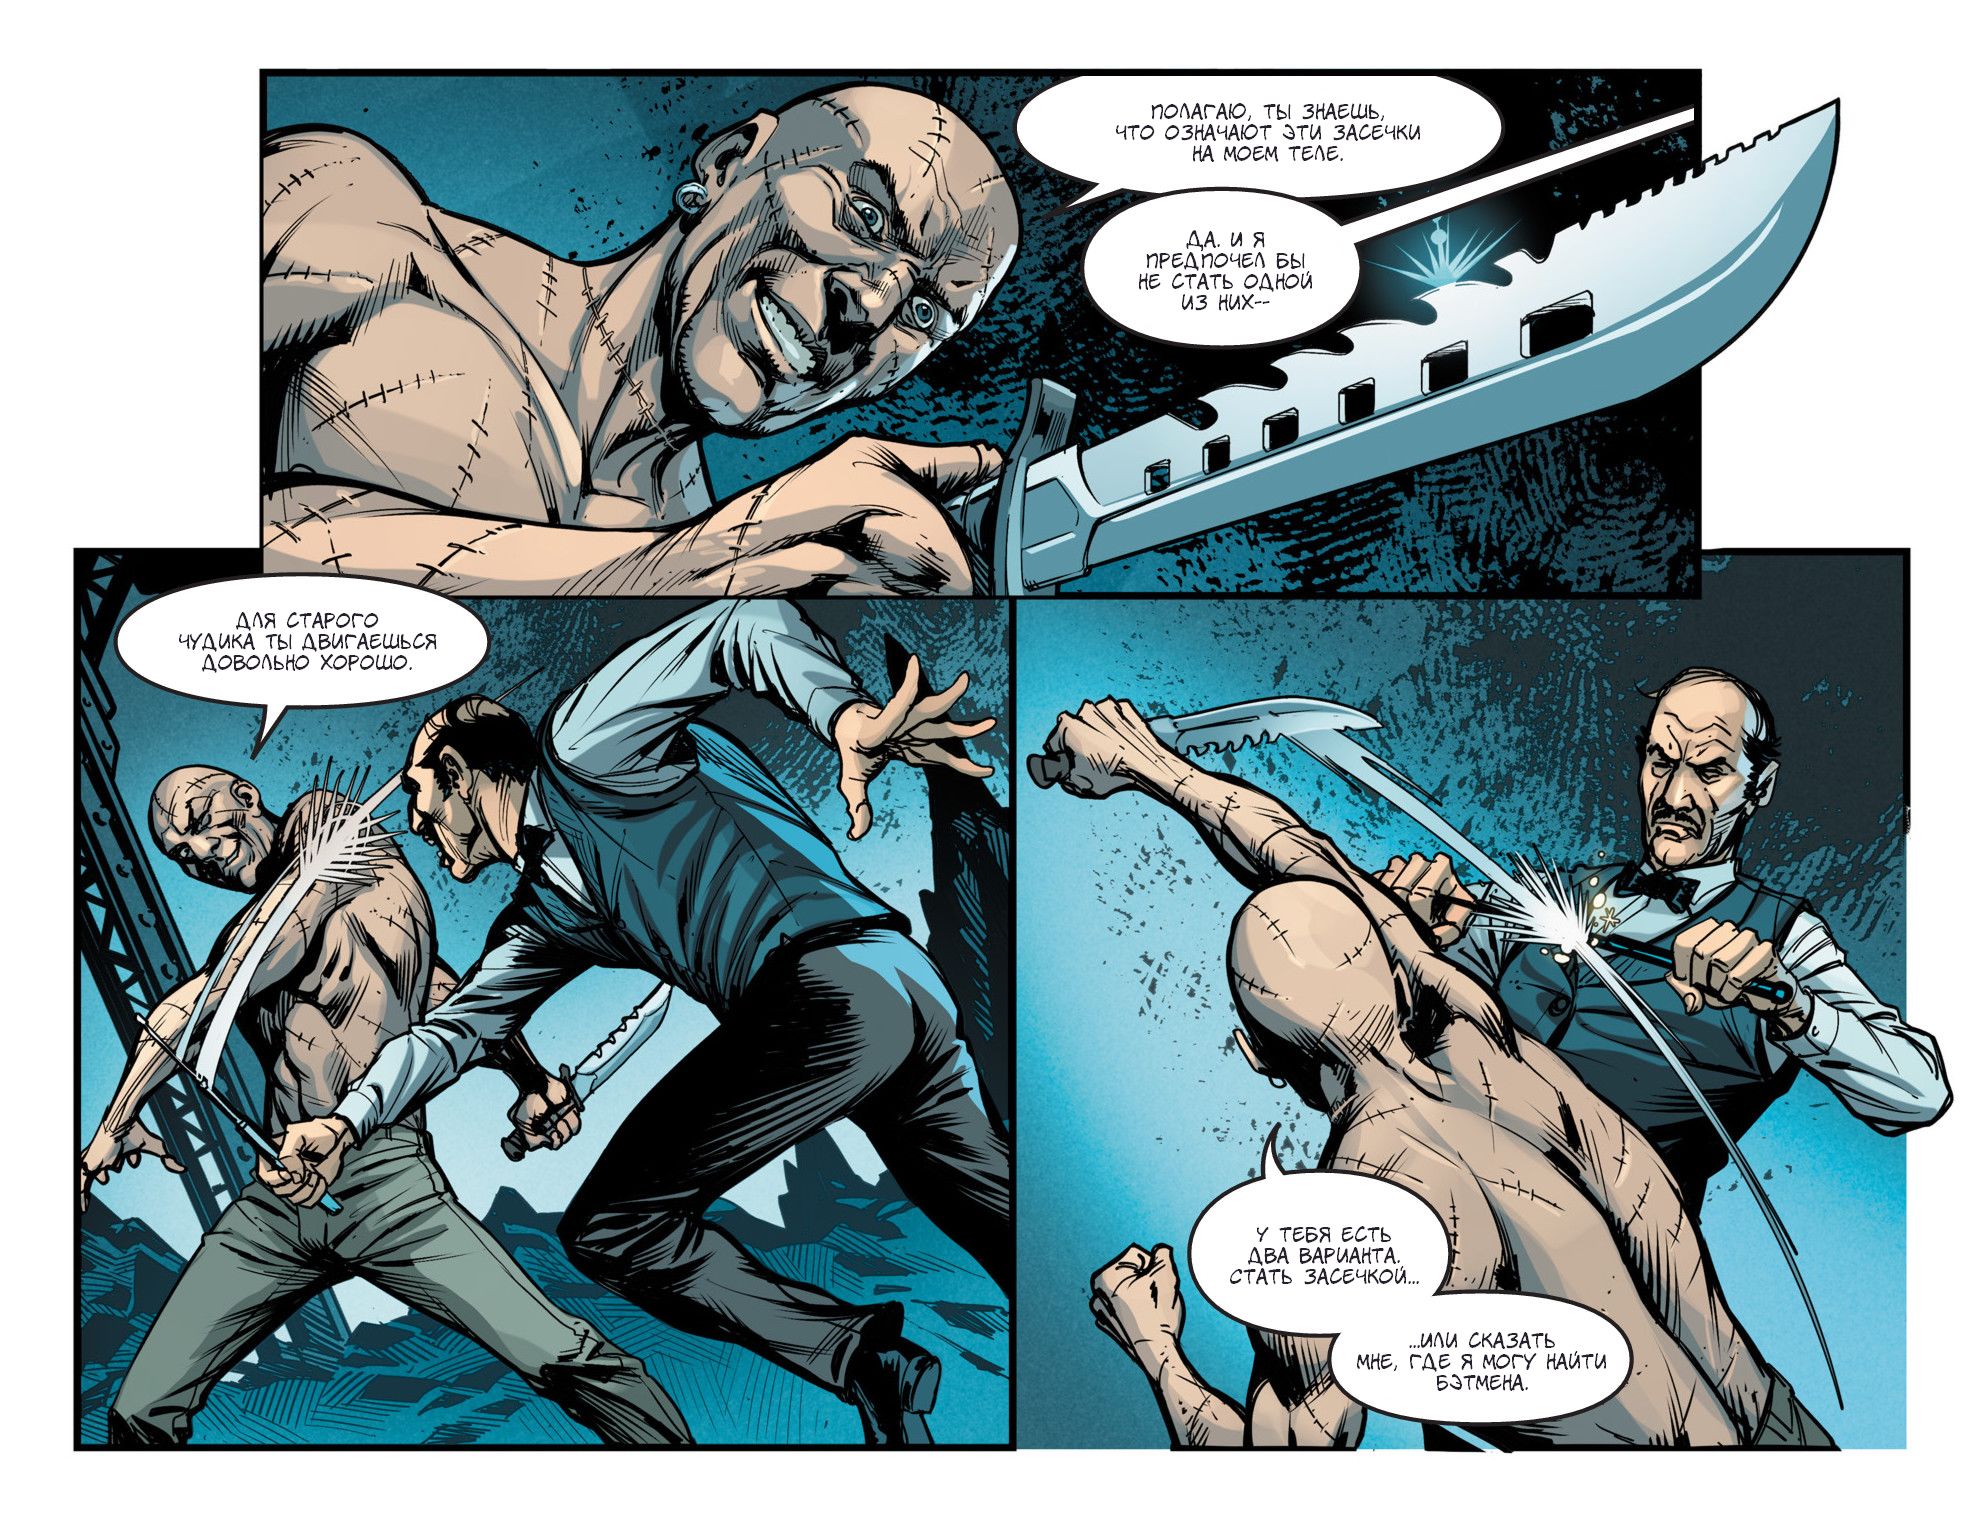 ПОЛАГАЮ, ТЫ ЗНАЕШЬ,
ЧТО ОЗНАЧАЮТ ЭТИ ЗАСЕЧКИ
НА МОЕМ ТЕЛЕ.
ДА. И Я
ПРЕДПОЧЕЛ БЫ
НЕ СТАТЬ ОДНОЙ
ИЗ НИХ--
ДЛЯ СТАРОГО
ЧУДИКА ТЫ ДВИГАЕШЬСЯ
ДОВОЛЬНО ХОРОШО.
У ТЕБЯ ЕСТЬ
ДВА ВАРИАНТА.
СТАТЬ ЗАСЕЧКОЙ...
...ИЛИ СКАЗАТЬ
МНЕ, ГДЕ Я МОГУ НАЙТИ
БЭТМЕНА.